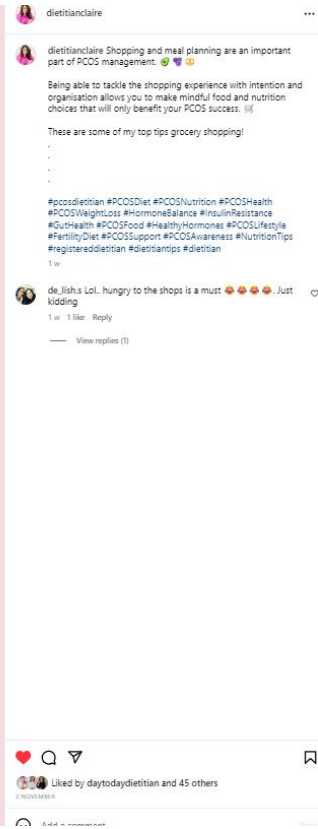 dietitianclaire
dietitianclaire Shopping and meal planning are an important
part of PCOS management. 🥑 🍇 🥯
Being able to tackle the shopping experience with intention and
organisation allows you to make mindful food and nutrition
choices that will only benefit your PCOS success. 🛒
These are some of my top tips grocery shopping!
.
.
.
.
.
#pcosdietitian #PCOSDiet #PCOSNutrition #PCOSHealth
#PCOSWeightLoss #HormoneBalance #InsulinResistance
#GutHealth #PCOSFood #HealthyHormones #PCOSLifestyle
#FertilityDiet #PCOSSupport #PCOSAwareness #NutritionTips
#registereddietitian #dietitiantips #dietitian
1 w
de_lish.s Lol.. hungry to the shops is a must 😂 😂 😂 😂. Just
kidding
1 w 1 like Reply
View replies (1)
Liked by daytodaydietitian and 45 others
3 NOVEMBER
Add a comment...
Post